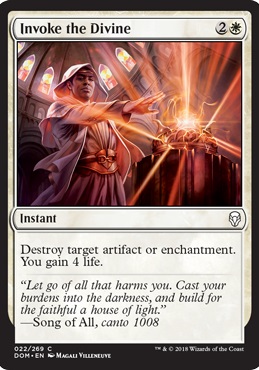 Invoke the Divine 2
Instant
Destroy target artifact or enchantment.
You gain 4 life.
"Let go of all that harms you. Cast your
burdens into the darkness, and build for
the faithful a house of light."
—Song of All, canto 1008
022/269 C
DOM • EN MAGALI VILLENEUVE
™ & © 2018 Wizards of the Coast